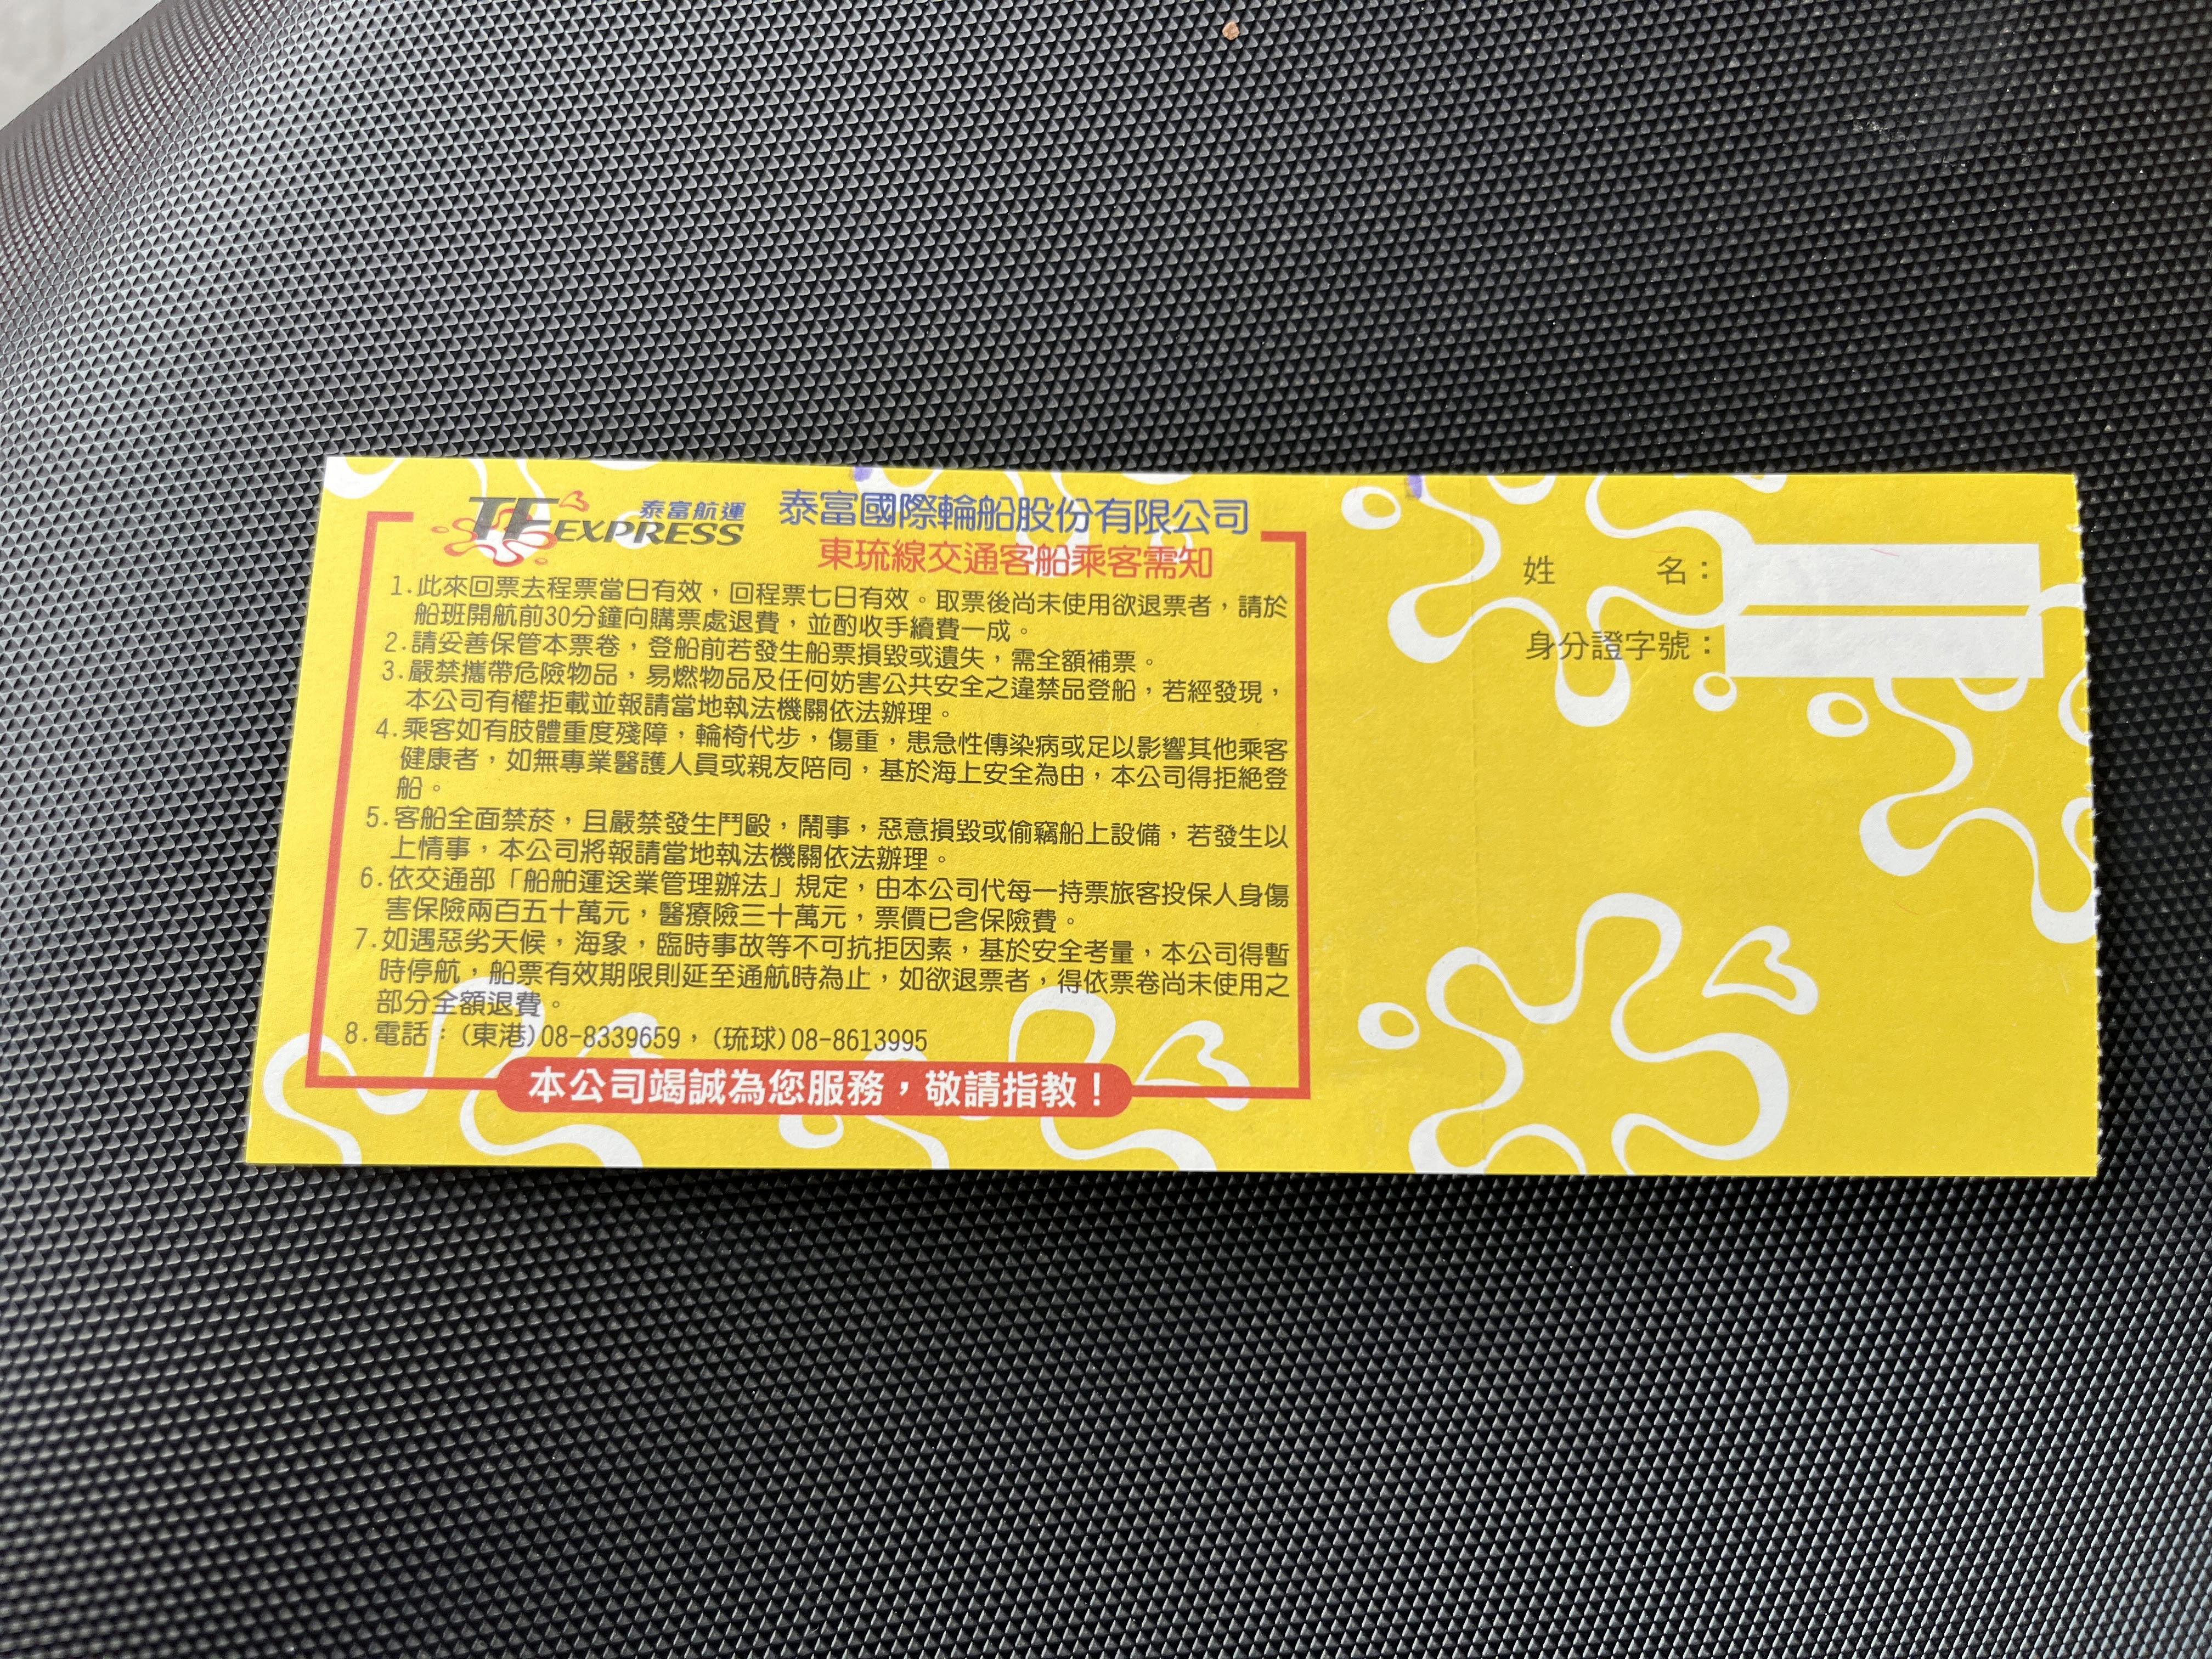 TF EXPRESS 泰富航運
泰富國際輪船股份有限公司
東琉線交通客船乘客需知
1.此來回票去程票當日有效，回程票七日有效。取票後尚未使用欲退票者，請於
船班開航前30分鐘向購票處退費，並酌收手續費一成。
2.請妥善保管本票卷，登船前若發生船票損毀或遺失，需全額補票。
3.嚴禁攜帶危險物品，易燃物品及任何妨害公共安全之違禁品登船，若經發現，
本公司有權拒載並報請當地執法機關依法辦理。
4.乘客如有肢體重度殘障，輪椅代步，傷重，患急性傳染病或足以影響其他乘客
健康者，如無專業醫護人員或親友陪同，基於海上安全為由，本公司得拒絕登
船。
5.客船全面禁菸，且嚴禁發生鬥毆，鬧事，惡意損毀或偷竊船上設備，若發生以
上情事，本公司將報請當地執法機關依法辦理。
6.依交通部「船舶運送業管理辦法」規定，由本公司代每一持票旅客投保人身傷
害保險兩百五十萬元，醫療險三十萬元，票價已含保險費。
7.如遇惡劣天候，海象，臨時事故等不可抗拒因素，基於安全考量，本公司得暫
時停航，船票有效期限則延至通航時為止，如欲退票者，得依票卷尚未使用之
部分全額退費。
8.電話：(東港)08-8339659，(琉球)08-8613995
本公司竭誠為您服務，敬請指教！
姓名：
身分證字號：